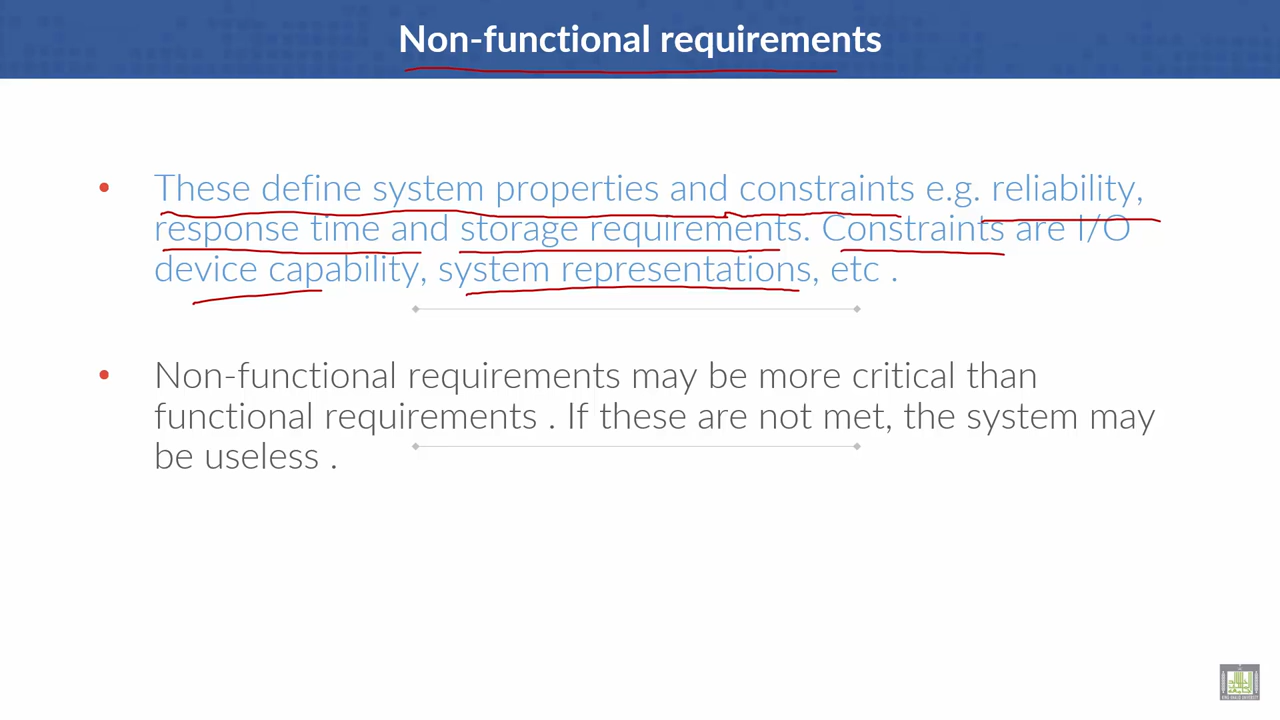 Non-functional requirements
• These define system properties and constraints e.g. reliability,
response time and storage requirements. Constraints are I/O
device capability, system representations, etc .
• Non-functional requirements may be more critical than
functional requirements . If these are not met, the system may
be useless .